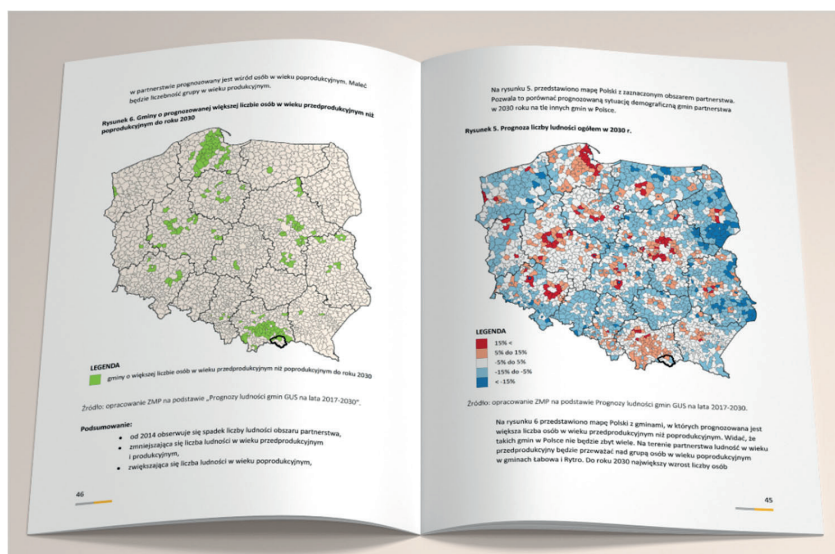 w partnerstwie prognozowany jest wśród osób w wieku poprodukcyjnym. Maleć
będzie liczebność grupy w wieku produkcyjnym.
Rysunek 6. Gminy o prognozowanej większej liczbie osób w wieku przedprodukcyjnym niż
poprodukcyjnym do roku 2030
LEGENDA
gminy o większej liczbie osób w wieku przedprodukcyjnym niż poprodukcyjnym do roku 2030
Źródło: opracowanie ZMP na podstawie „Prognozy ludności gmin GUS na lata 2017-2030”.
Podsumowanie:
• od 2014 obserwuje się spadek liczby ludności obszaru partnerstwa,
• zmniejszająca się liczba ludności w wieku przedprodukcyjnym
i produkcyjnym,
• zwiększająca się liczba ludności w wieku poprodukcyjnym,
46
Na rysunku 5. przedstawiono mapę Polski z zaznaczonym obszarem partnerstwa.
Pozwala to porównać prognozowaną sytuację demograficzną gmin partnerstwa
w 2030 roku na tle innych gmin w Polsce.
Rysunek 5. Prognoza liczby ludności ogółem w 2030 r.
LEGENDA
15% <
5% do 15%
-5% do 5%
-15% do -5%
< -15%
Źródło: opracowanie ZMP na podstawie Prognozy ludności gmin GUS na lata 2017-2030.
Na rysunku 6 przedstawiono mapę Polski z gminami, w których prognozowana jest
większa liczba osób w wieku przedprodukcyjnym niż poprodukcyjnym. Widać, że
takich gmin w Polsce nie będzie zbyt wiele. Na terenie partnerstwa ludność w wieku
przedprodukcyjny będzie przeważać nad grupą osób w wieku poprodukcyjnym
w gminach Łabowa i Rytro. Do roku 2030 największy wzrost liczby osób
45